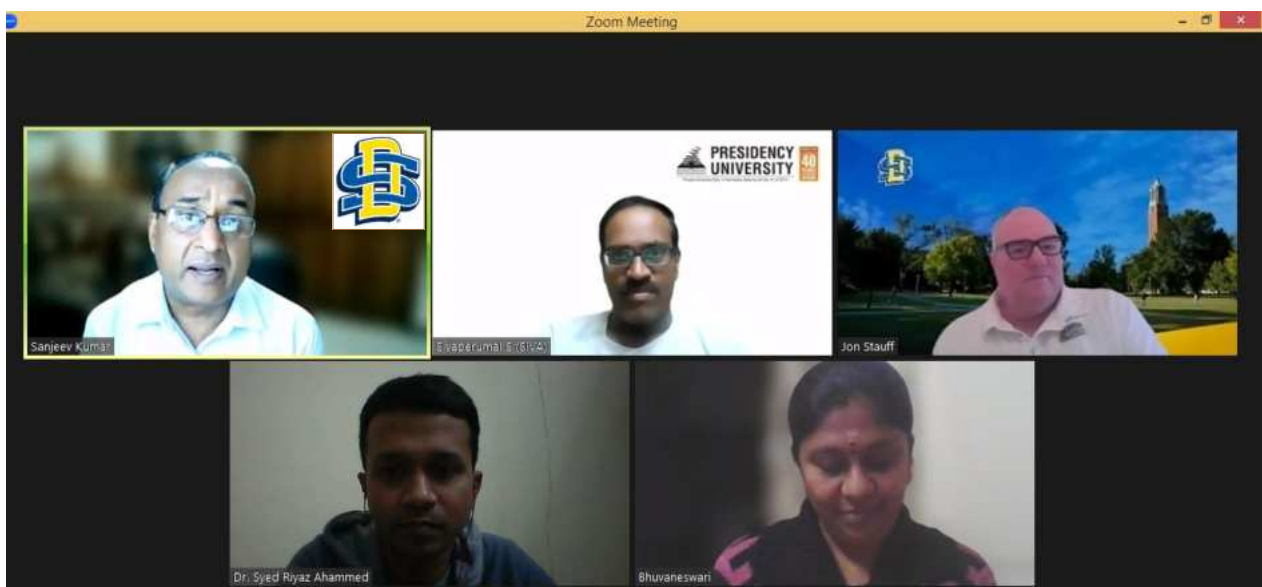 Zoom Meeting
PRESIDENCY
UNIVERSITY
40
Sanjeev Kumar
Sivaperumal S (SIVA)
Jon Stauff
Dr. Syed Riyaz Ahammed
Bhuvaneswari